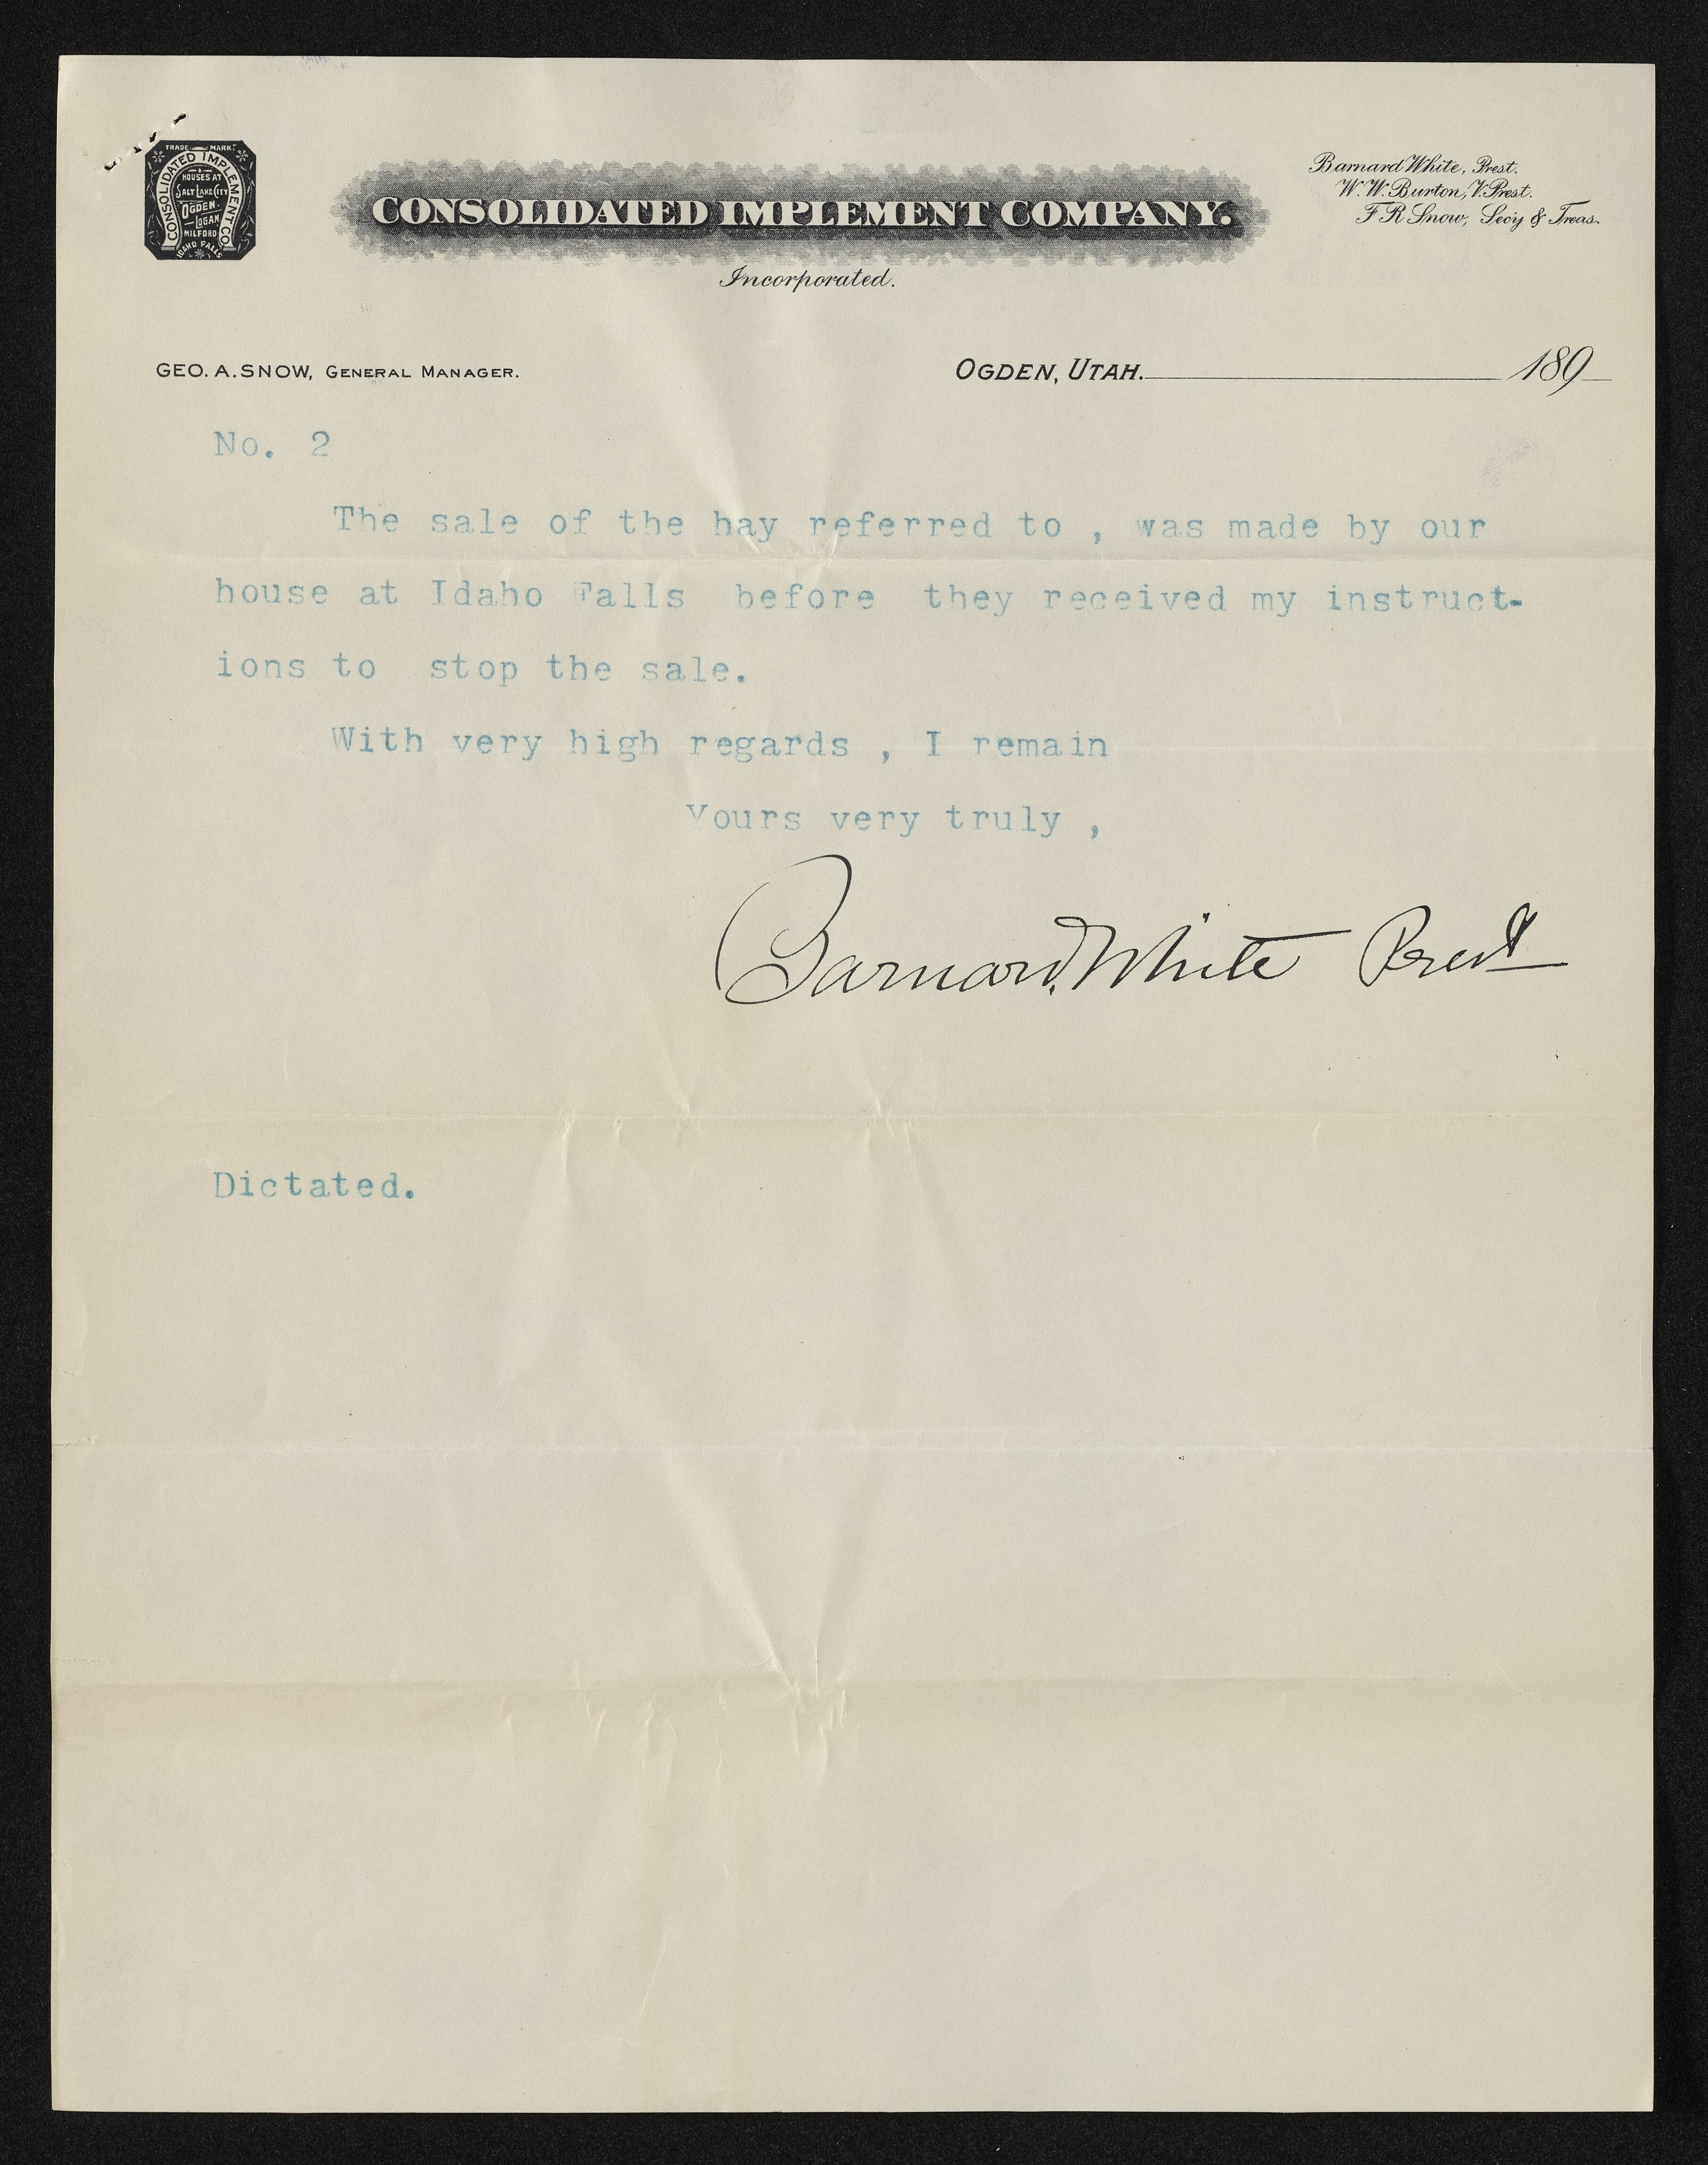 TRADE MARK.
CONSOLIDATED IMPLEMENT CO.
HOUSES AT
SALT LAKE CITY
OGDEN.
LOGAN
MILFORD
IDAHO FALLS
CONSOLIDATED IMPLEMENT COMPANY.
Incorporated.
Barnard White, Prest.
W. W. Burton, V. Prest.
F R Snow, Sec'y & Treas.
GEO. A. SNOW, GENERAL MANAGER.
OGDEN, UTAH. 189
No. 2
The sale of the hay referred to , was made by our
house at Idaho Falls before they received my instruct-
ions to stop the sale.
With very high regards , I remain
Yours very truly ,
Barnard White Prest
Dictated.